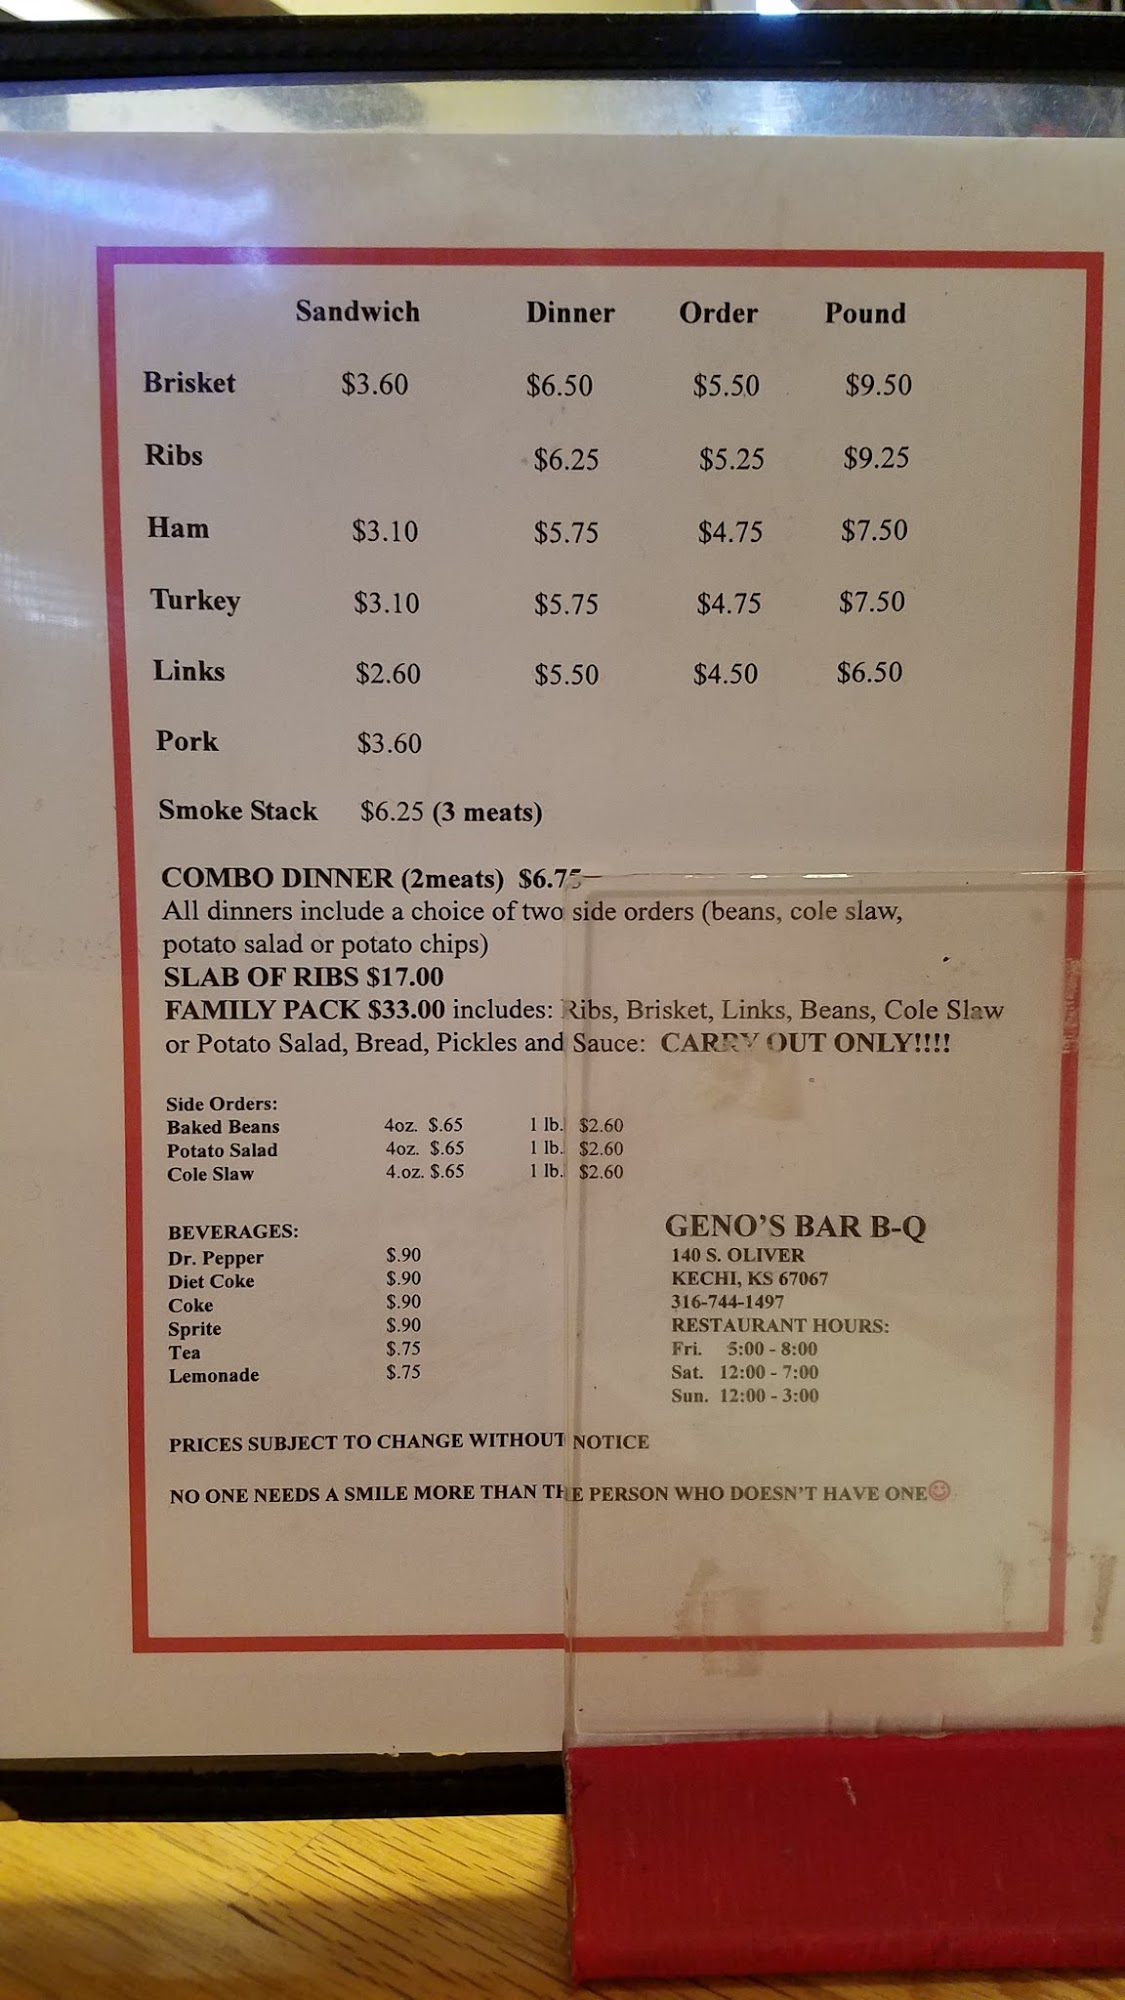 Sandwich Dinner Order Pound
Brisket $3.60 $6.50 $5.50 $9.50
Ribs $6.25 $5.25 $9.25
Ham $3.10 $5.75 $4.75 $7.50
Turkey $3.10 $5.75 $4.75 $7.50
Links $2.60 $5.50 $4.50 $6.50
Pork $3.60
Smoke Stack $6.25 (3 meats)
COMBO DINNER (2meats) $6.75
All dinners include a choice of two side orders (beans, cole slaw,
potato salad or potato chips)
SLAB OF RIBS $17.00
FAMILY PACK $33.00 includes: Ribs, Brisket, Links, Beans, Cole Slaw
or Potato Salad, Bread, Pickles and Sauce: CARRY OUT ONLY!!!!
Side Orders:
Baked Beans 4oz. $.65 1 lb. $2.60
Potato Salad 4oz. $.65 1 lb. $2.60
Cole Slaw 4.oz. $.65 1 lb. $2.60
BEVERAGES:
Dr. Pepper $.90
Diet Coke $.90
Coke $.90
Sprite $.90
Tea $.75
Lemonade $.75
GENO'S BAR B-Q
140 S. OLIVER
KECHI, KS 67067
316-744-1497
RESTAURANT HOURS:
Fri. 5:00 - 8:00
Sat. 12:00 - 7:00
Sun. 12:00 - 3:00
PRICES SUBJECT TO CHANGE WITHOUT NOTICE
NO ONE NEEDS A SMILE MORE THAN THE PERSON WHO DOESN'T HAVE ONE☺